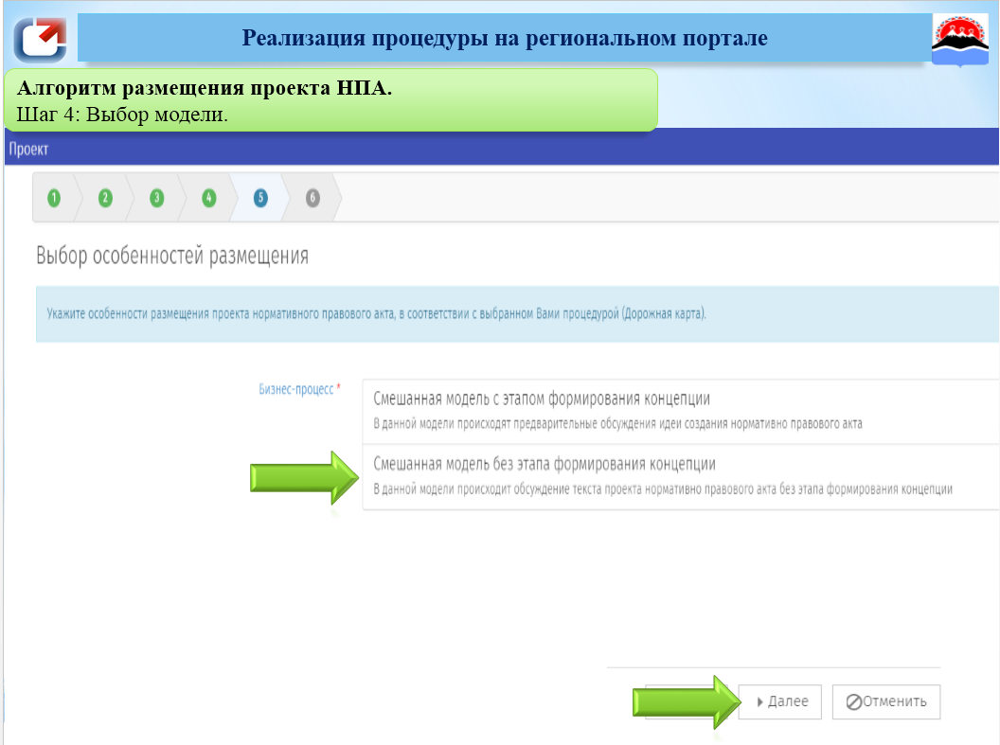 Реализация процедуры на региональном портале
Алгоритм размещения проекта НПА.
Шаг 4: Выбор модели.
Проект
1 2 3 4 5 6
Выбор особенностей размещения
Укажите особенности размещения проекта нормативного правового акта, в соответствии с выбранном Вами процедурой (Дорожная карта).
Бизнес-процесс *
Смешанная модель с этапом формирования концепции
В данной модели происходят предварительные обсуждения идеи создания нормативно правового акта
Смешанная модель без этапа формирования концепции
В данной модели происходит обсуждение текста проекта нормативно правового акта без этапа формирования концепции
Далее
Отменить